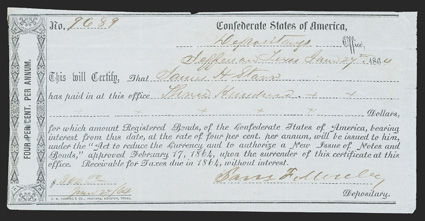 No. 9689
Confederate States of America,
Depositary's Office,
Jefferson Texas 1864
This will Certify, That
has paid in at this office Three Hundred
Dollars,
for which amount Registered Bonds, of the Confederate States of America, bearing
interest from this date, at the rate of four per cent. per annum, will be issued to him,
under the "Act to reduce the Currency and to authorize a New Issue of Notes and
Bonds," approved February 17, 1864, upon the surrender of this certificate at this
office. Receivable for Taxes due in 1864, without interest.
Depositary.
FOUR PER CENT. PER ANNUM.